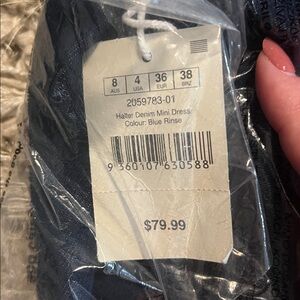 8 4 36 38
AUS USA EUR BRZ
2059783-01
Halter Denim Mini Dress
Colour: Blue Rinse
9 360107 630588
$79.99